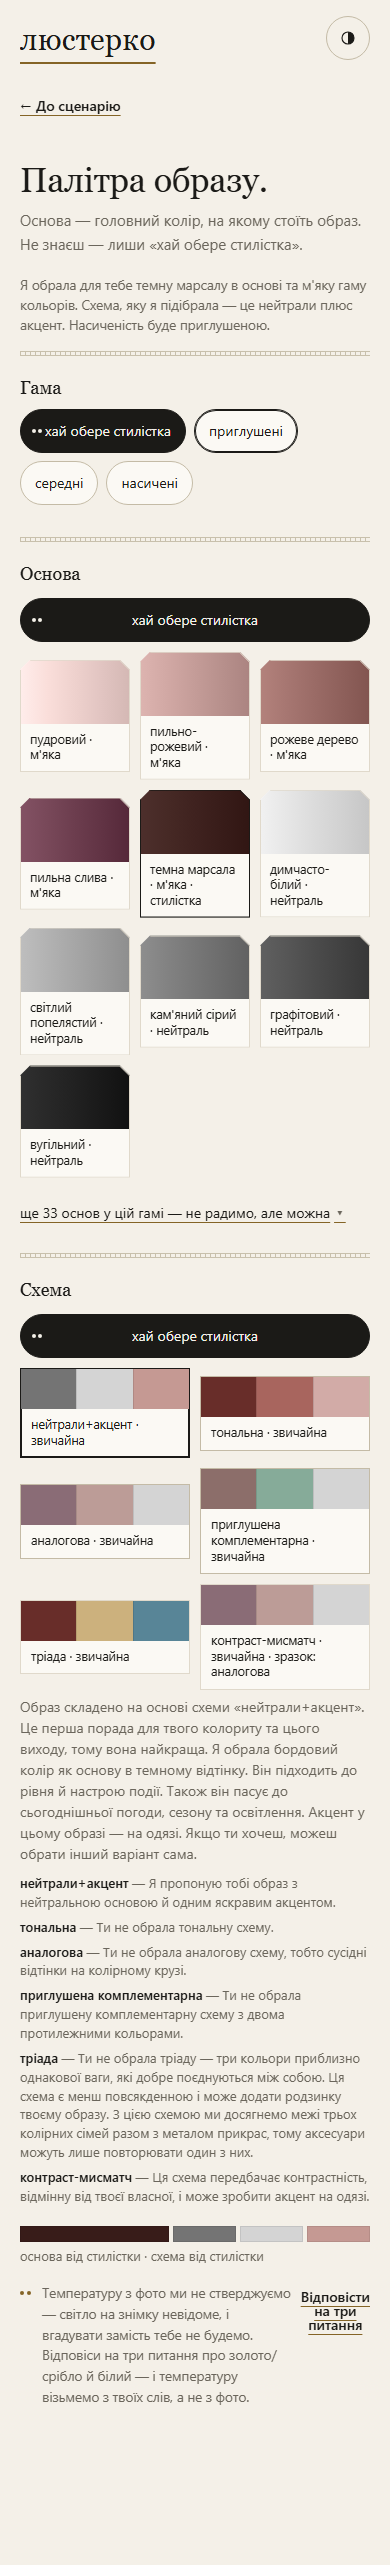 люстерко
← До сценарію
Палітра образу.
Основа — головний колір, на якому стоїть образ.
Не знаєш — лиши «хай обере стилістка».
Я обрала для тебе темну марсалу в основі та м'яку гаму
кольорів. Схема, яку я підібрала — це нейтрали плюс
акцент. Насиченість буде приглушеною.
Гама
хай обере стилістка
приглушені
середні
насичені
Основа
хай обере стилістка
пудровий ·
м'яка
пильно-
рожевий ·
м'яка
рожеве дерево
· м'яка
пильна слива ·
м'яка
темна марсала
· м'яка ·
стилістка
димчасто-
білий ·
нейтраль
світлий
попелястий ·
нейтраль
кам'яний сірий
· нейтраль
графітовий ·
нейтраль
вугільний ·
нейтраль
ще 33 основ у цій гамі — не радимо, але можна ▾
Схема
хай обере стилістка
нейтрали+акцент ·
звичайна
тональна · звичайна
аналогова · звичайна
приглушена
комплементарна ·
звичайна
тріада · звичайна
контраст-мисматч ·
звичайна · зразок:
аналогова
Образ складено на основі схеми «нейтрали+акцент».
Це перша порада для твого колориту та цього
виходу, тому вона найкраща. Я обрала бордовий
колір як основу в темному відтінку. Він підходить до
рівня й настрою події. Також він пасує до
сьогоднішньої погоди, сезону та освітлення. Акцент у
цьому образі — на одязі. Якщо ти хочеш, можеш
обрати інший варіант сама.
нейтрали+акцент — Я пропоную тобі образ з
нейтральною основою й одним яскравим акцентом.
тональна — Ти не обрала тональну схему.
аналогова — Ти не обрала аналогову схему, тобто сусідні
відтінки на колірному крузі.
приглушена комплементарна — Ти не обрала
приглушену комплементарну схему з двома
протилежними кольорами.
тріада — Ти не обрала тріаду — три кольори приблизно
однакової ваги, які добре поєднуються між собою. Ця
схема є менш повсякденною і може додати родзинку
твоєму образу. З цією схемою ми досягнемо межі трьох
колірних сімей разом з металом прикрас, тому аксесуари
можуть лише повторювати один з них.
контраст-мисматч — Ця схема передбачає контрастність,
відмінну від твоєї власної, і може зробити акцент на одязі.
основа від стилістки · схема від стилістки
Температуру з фото ми не стверджуємо
— світло на знімку невідоме, і
вгадувати замість тебе не будемо.
Відповіси на три питання про золото/
срібло й білий — і температуру
візьмемо з твоїх слів, а не з фото.
Відповісти
на три
питання